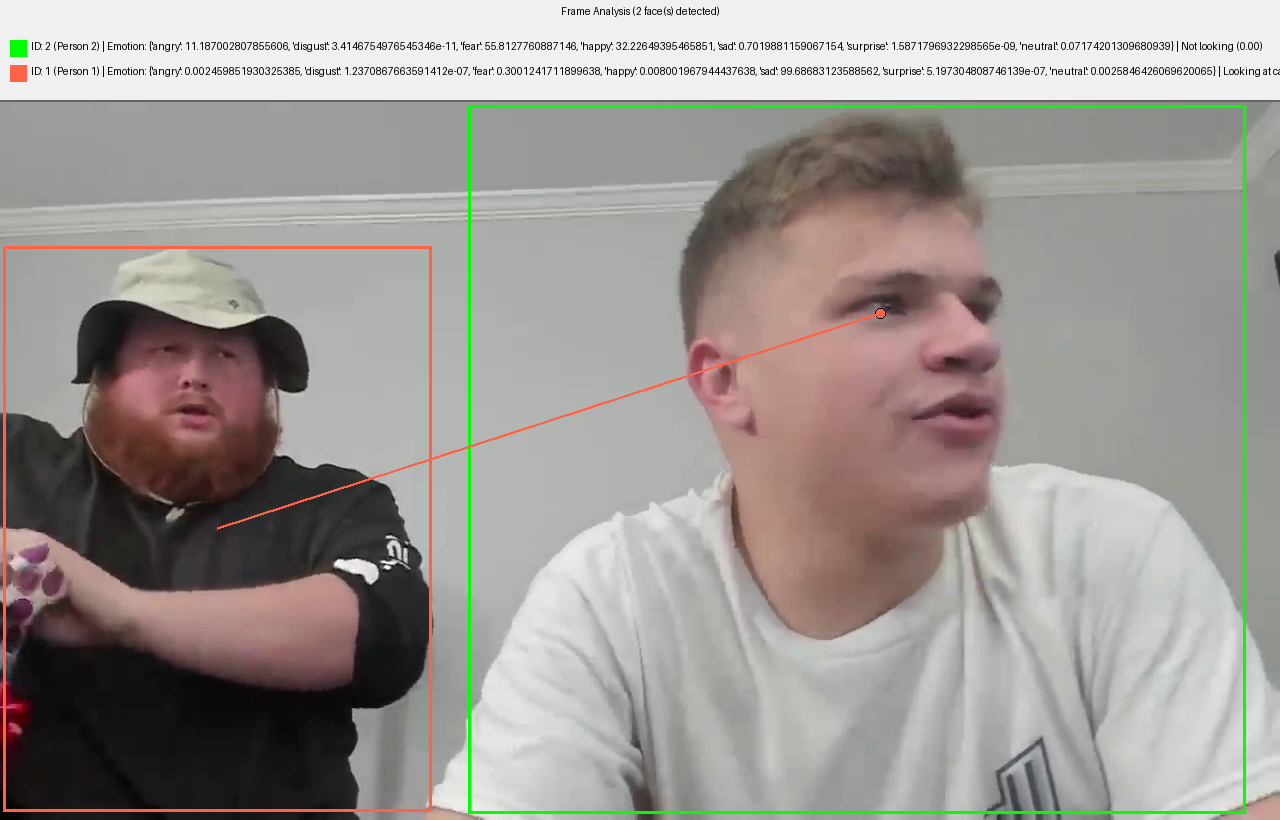 Frame Analysis (2 face(s) detected)
ID: 2 (Person 2) | Emotion: {'angry': 11.187002807855606, 'disgust': 3.4146754976545346e-11, 'fear': 55.8127760887146, 'happy': 32.22649395465851, 'sad': 0.7019881159067154, 'surprise': 1.5871796932298565e-09, 'neutral': 0.07174201309680939} | Not looking (0.00)
ID: 1 (Person 1) | Emotion: {'angry': 0.002459851930325385, 'disgust': 1.2370867663591412e-07, 'fear': 0.3001241711899638, 'happy': 0.008001967944437638, 'sad': 99.68683123588562, 'surprise': 5.197304808746139e-07, 'neutral': 0.0025846426069620065} | Looking at ca